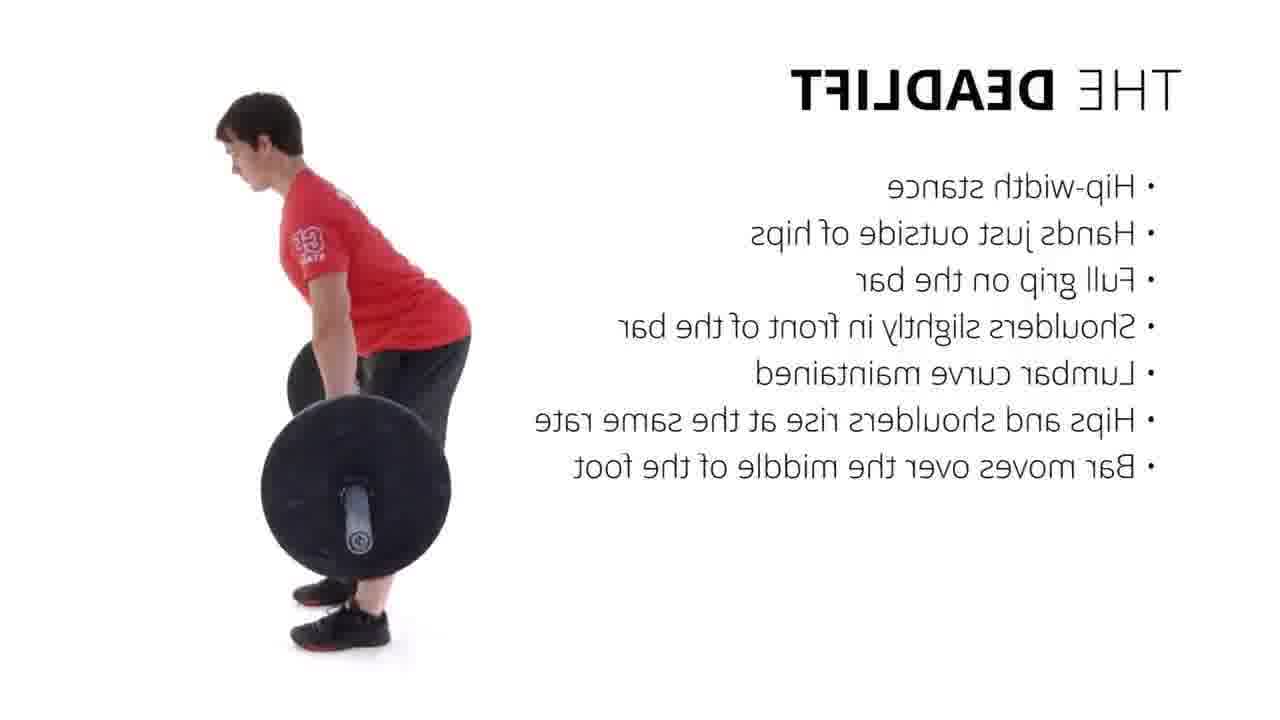 THE DEADLIFT
• Hip-width stance
• Hands just outside of hips
• Full grip on the bar
• Shoulders slightly in front of the bar
• Lumbar curve maintained
• Hips and shoulders rise at the same rate
• Bar moves over the middle of the foot